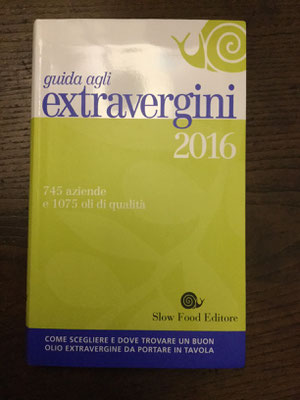 guida agli
extravergini
2016
745 aziende
e 1075 oli di qualità
Slow Food Editore
COME SCEGLIERE E DOVE TROVARE UN BUON
OLIO EXTRAVERGINE DA PORTARE IN TAVOLA